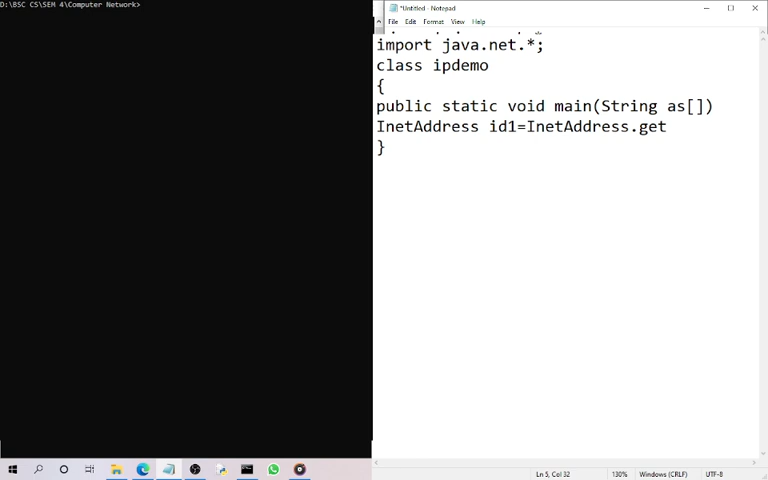 D:\BSC CS\SEM 4\Computer Network>
*Untitled - Notepad
File Edit Format View Help
import java.net.*;
class ipdemo
{
public static void main(String as[])
InetAddress id1=InetAddress.get
}
Ln 5, Col 32 130% Windows (CRLF) UTF-8